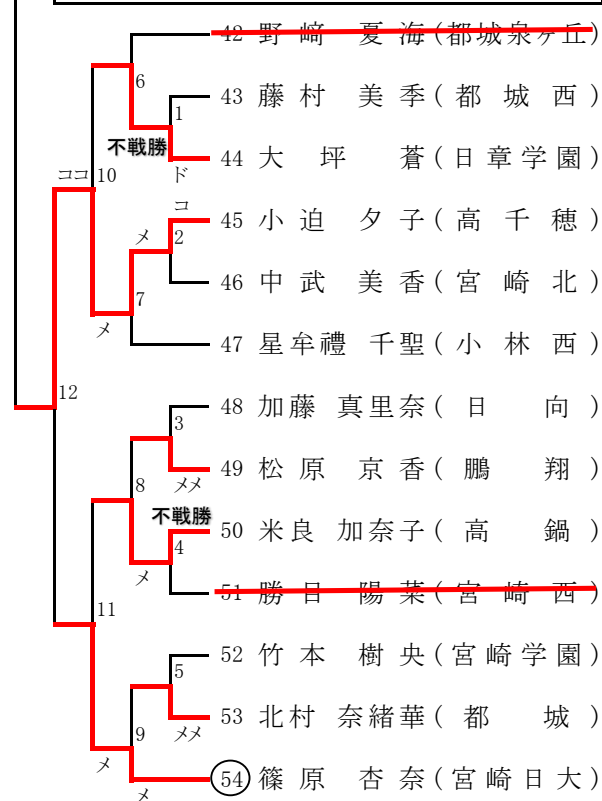 42 野﨑 夏海(都城泉ヶ丘)
6
43 藤村 美季(都城西)
1
不戦勝
44 大坪 蒼(日章学園)
ココ 10 ド
コ
45 小迫 夕子(高千穂)
メ 2
46 中武 美香(宮崎北)
7
メ
47 星牟禮 千聖(小林西)
12
48 加藤 真里奈(日向)
3
49 松原 京香(鵬翔)
8 メメ
不戦勝
50 米良 加奈子(高鍋)
4
メ
51 勝目 陽菜(宮崎西)
11
52 竹本 樹央(宮崎学園)
5
53 北村 奈緒華(都城)
9 メメ
メ
54 篠原 杏奈(宮崎日大)
メ